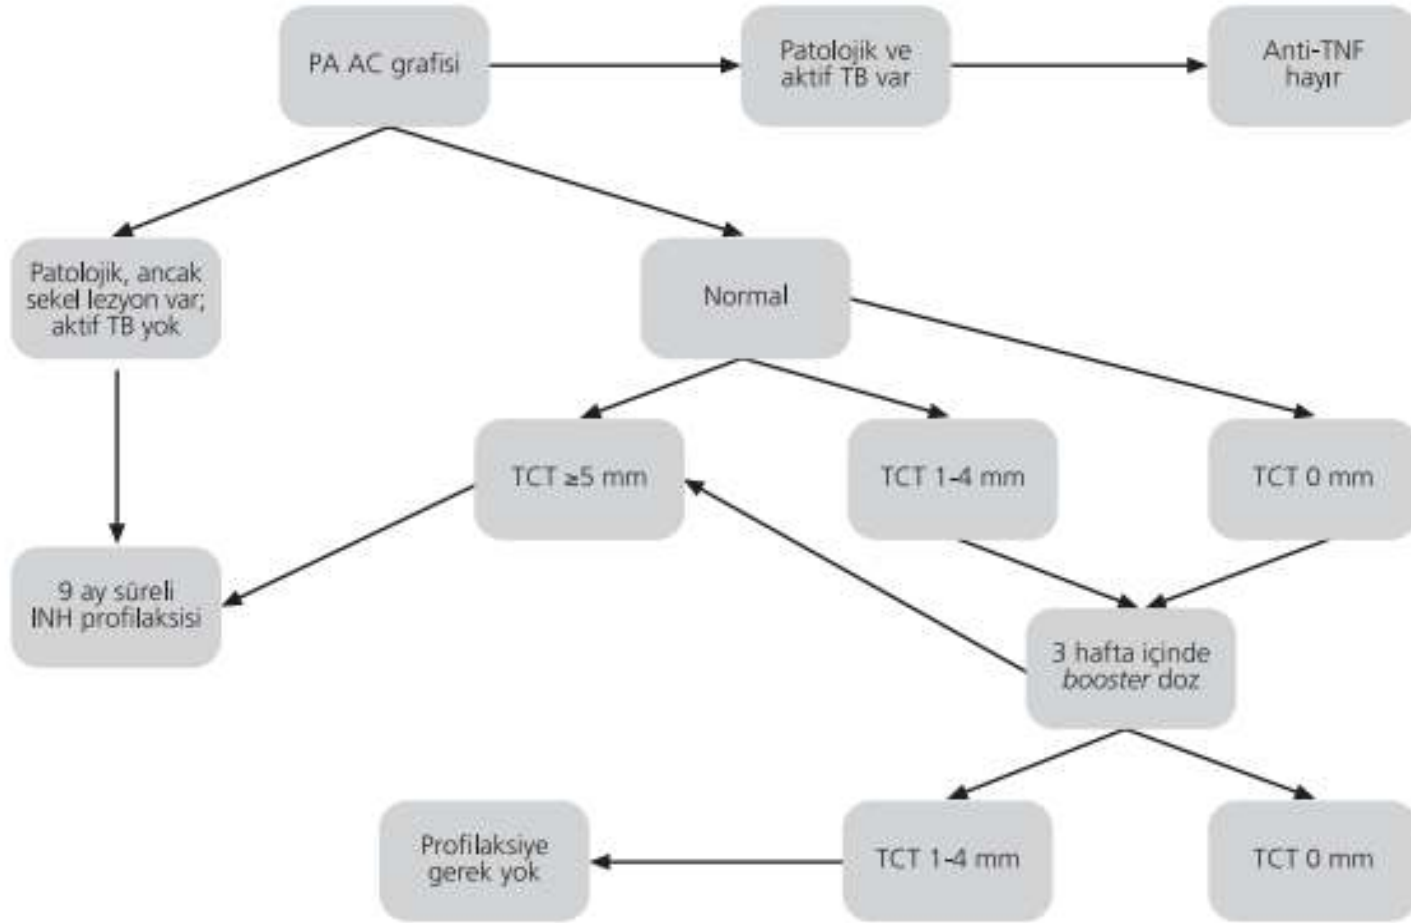 PA AC grafisi
Patolojik ve
aktif TB var
Anti-TNF
hayır
Patolojik, ancak
sekel lezyon var;
aktif TB yok
Normal
TCT ≥5 mm
TCT 1-4 mm
TCT 0 mm
9 ay süreli
INH profilaksisi
3 hafta içinde
booster doz
Profilaksiye
gerek yok
TCT 1-4 mm
TCT 0 mm